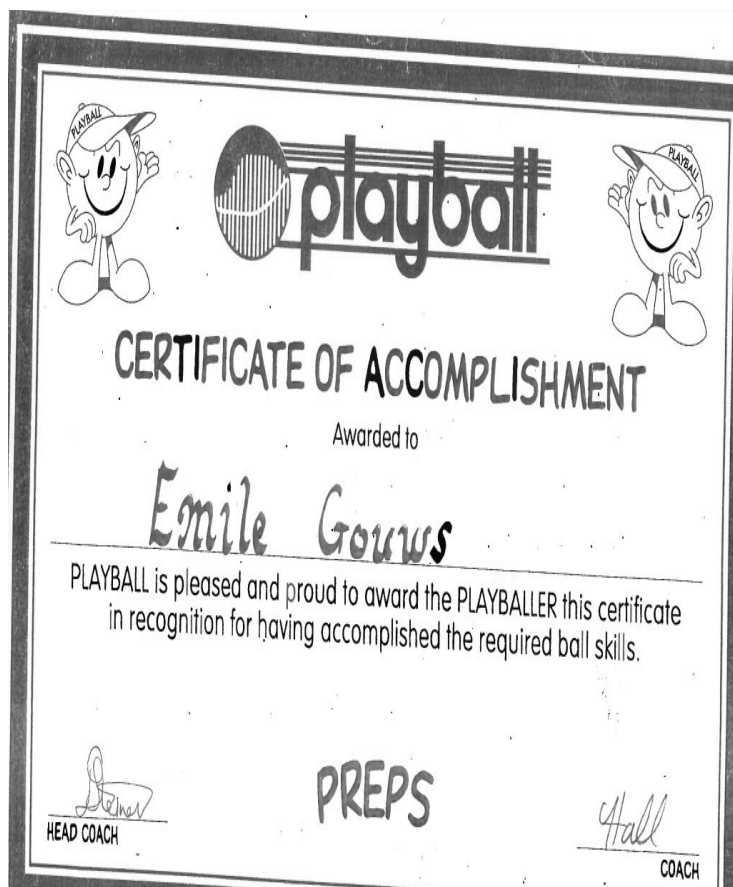 PLAYBALL
PLAYBALL
playball
CERTIFICATE OF ACCOMPLISHMENT
Awarded to
Emile Gouws
PLAYBALL is pleased and proud to award the PLAYBALLER this certificate
in recognition for having accomplished the required ball skills.
PREPS
Hall
HEAD COACH
COACH